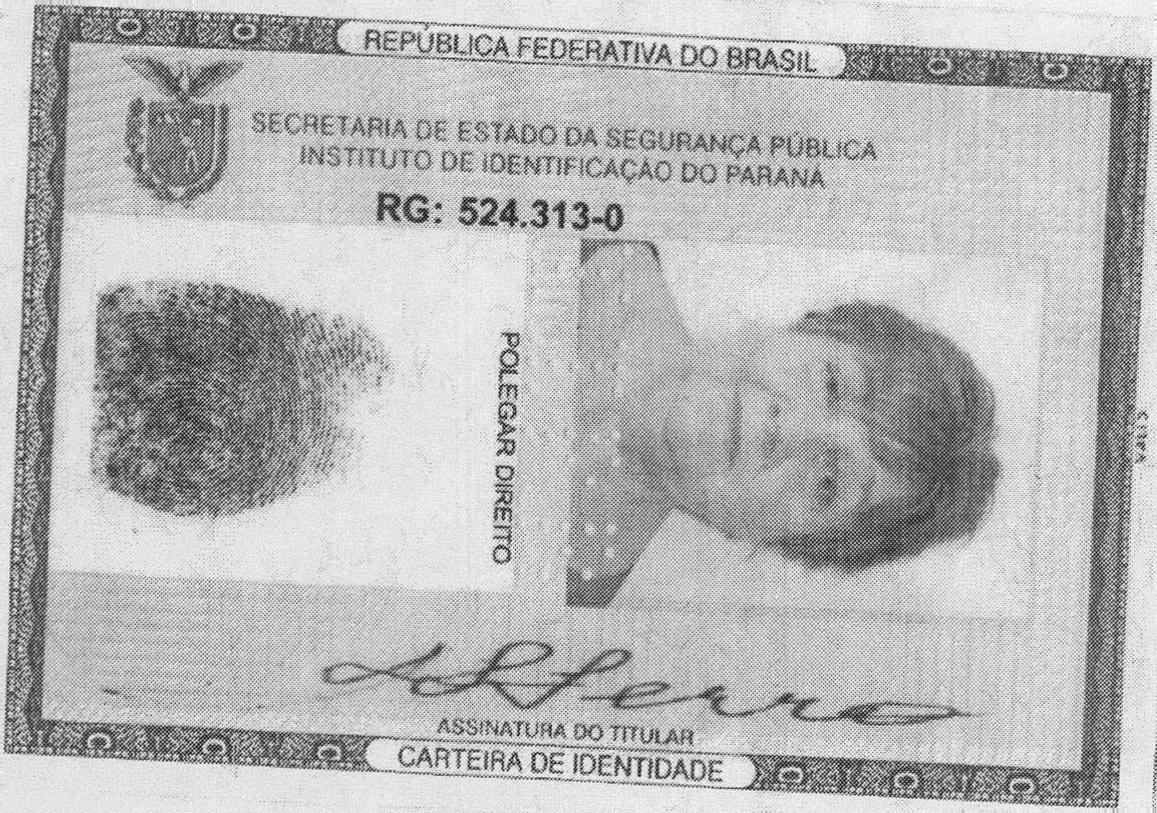 REPÚBLICA FEDERATIVA DO BRASIL
SECRETARIA DE ESTADO DA SEGURANÇA PÚBLICA
INSTITUTO DE IDENTIFICAÇÃO DO PARANÁ
RG: 524.313-0
POLEGAR DIREITO
ASSINATURA DO TITULAR
CARTEIRA DE IDENTIDADE